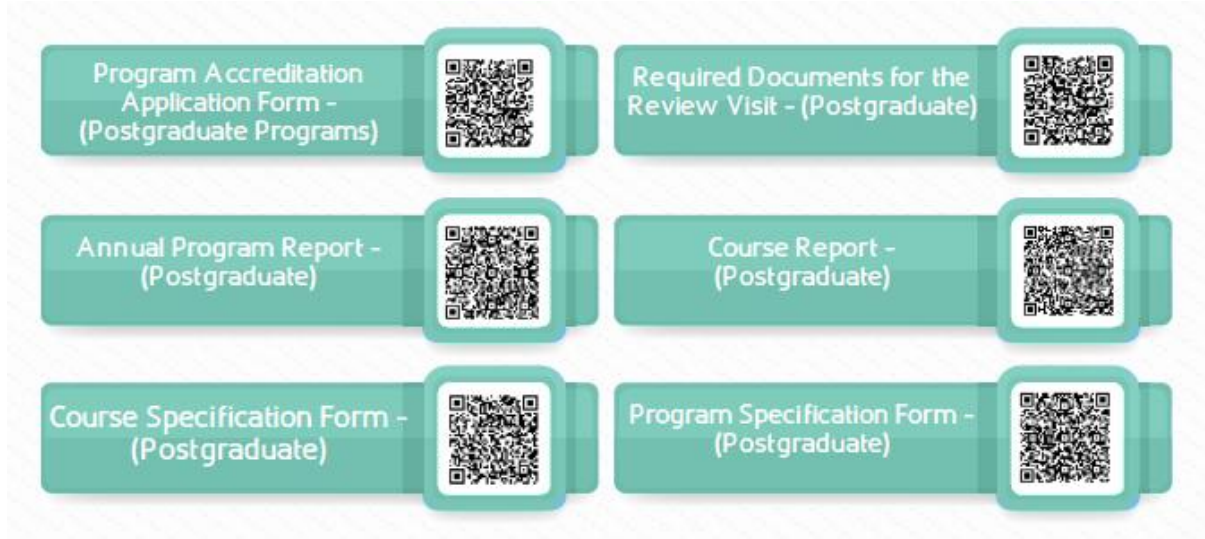 Program Accreditation
Application Form -
(Postgraduate Programs)
Required Documents for the
Review Visit - (Postgraduate)
Annual Program Report -
(Postgraduate)
Course Report -
(Postgraduate)
Course Specification Form -
(Postgraduate)
Program Specification Form -
(Postgraduate)